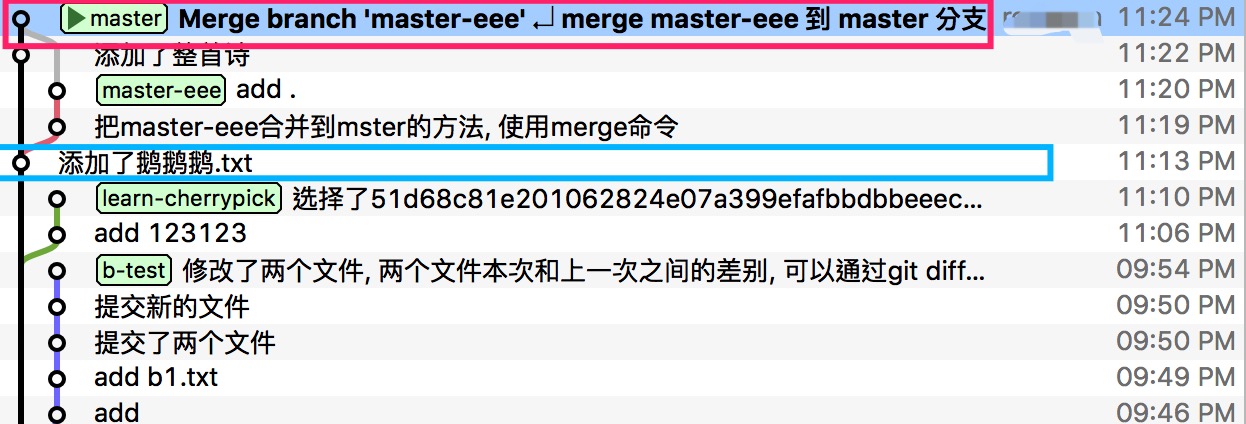 master Merge branch 'master-eee' ↵ merge master-eee 到 master 分支 11:24 PM
添加了整首诗 11:22 PM
master-eee add . 11:20 PM
把master-eee合并到mster的方法, 使用merge命令 11:19 PM
添加了鹅鹅鹅.txt 11:13 PM
learn-cherrypick 选择了51d68c81e201062824e07a399efafbbdbbeeec… 11:10 PM
add 123123 11:06 PM
b-test 修改了两个文件, 两个文件本次和上一次之间的差别, 可以通过git diff… 09:54 PM
提交新的文件 09:50 PM
提交了两个文件 09:50 PM
add b1.txt 09:49 PM
add 09:46 PM